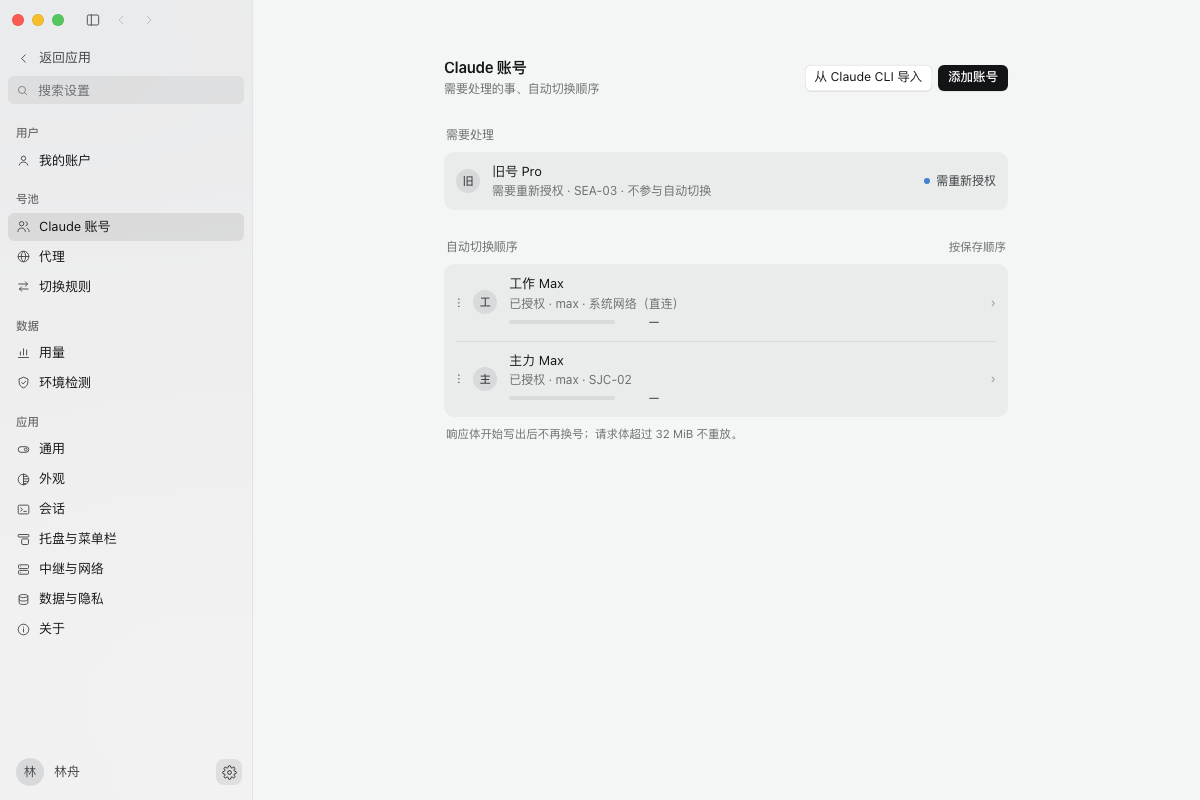 返回应用
搜索设置
用户
我的账户
号池
Claude 账号
代理
切换规则
数据
用量
环境检测
应用
通用
外观
会话
托盘与菜单栏
中继与网络
数据与隐私
关于
林 林舟
Claude 账号
需要处理的事、自动切换顺序
从 Claude CLI 导入
添加账号
需要处理
旧
旧号 Pro
需要重新授权 · SEA-03 · 不参与自动切换
需重新授权
自动切换顺序
按保存顺序
工
工作 Max
已授权 · max · 系统网络（直连）
—
主
主力 Max
已授权 · max · SJC-02
—
响应体开始写出后不再换号；请求体超过 32 MiB 不重放。